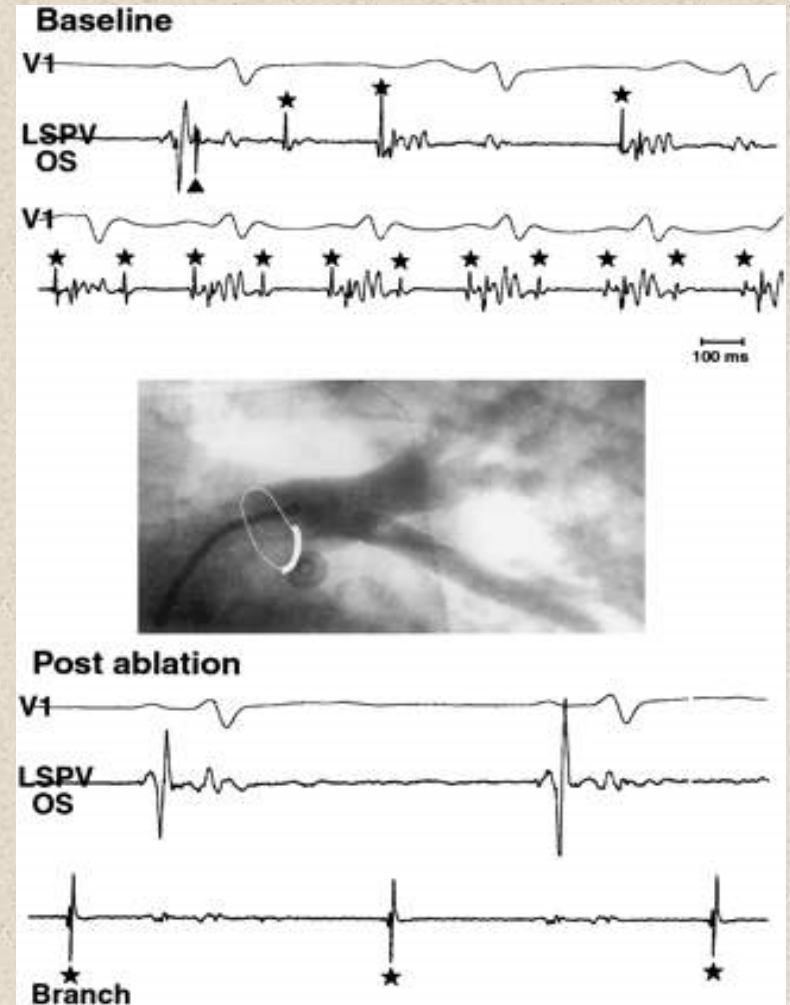 Baseline
V1
LSPV
OS
V1
100 ms
Post ablation
V1
LSPV
OS
Branch